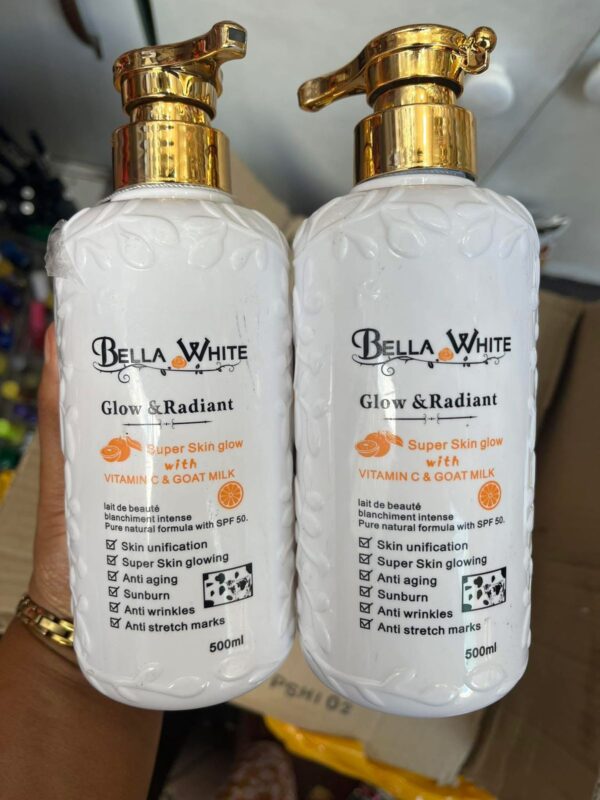 BELLA WHITE
Glow &Radiant
Super Skin glow
with
VITAMIN C & GOAT MILK
lait de beauté
blanchiment intense
Pure natural formula with SPF 50.
Skin unification
Super Skin glowing
Anti aging
Sunburn
Anti wrinkles
Anti stretch marks
500ml
BELLA WHITE
Glow &Radiant
Super Skin glow
with
VITAMIN C & GOAT MILK
lait de beauté
blanchiment intense
Pure natural formula with SPF 50.
Skin unification
Super Skin glowing
Anti aging
Sunburn
Anti wrinkles
Anti stretch marks
500ml